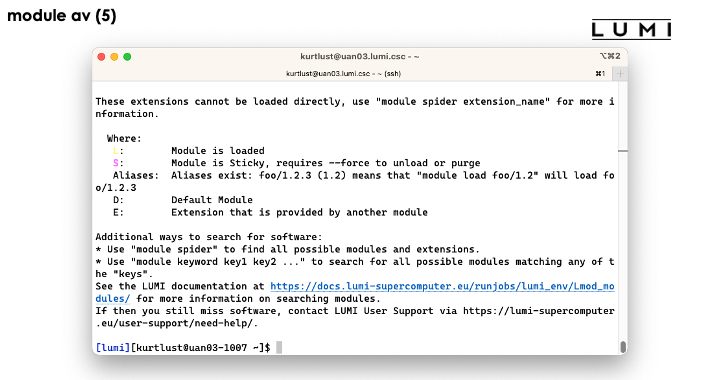 module av (5)
LUMI
kurtlust@uan03.lumi.csc - ~
⌥⌘2
kurtlust@uan03.lumi.csc - ~ (ssh)
⌘1
+
These extensions cannot be loaded directly, use "module spider extension_name" for more i
nformation.
Where:
L: Module is loaded
S: Module is Sticky, requires --force to unload or purge
Aliases: Aliases exist: foo/1.2.3 (1.2) means that "module load foo/1.2" will load fo
o/1.2.3
D: Default Module
E: Extension that is provided by another module
Additional ways to search for software:
* Use "module spider" to find all possible modules and extensions.
* Use "module keyword key1 key2 ..." to search for all possible modules matching any of t
he "keys".
See the LUMI documentation at https://docs.lumi-supercomputer.eu/runjobs/lumi_env/Lmod_mo
dules/ for more information on searching modules.
If then you still miss software, contact LUMI User Support via https://lumi-supercomputer
.eu/user-support/need-help/.
[lumi][kurtlust@uan03-1007 ~]$